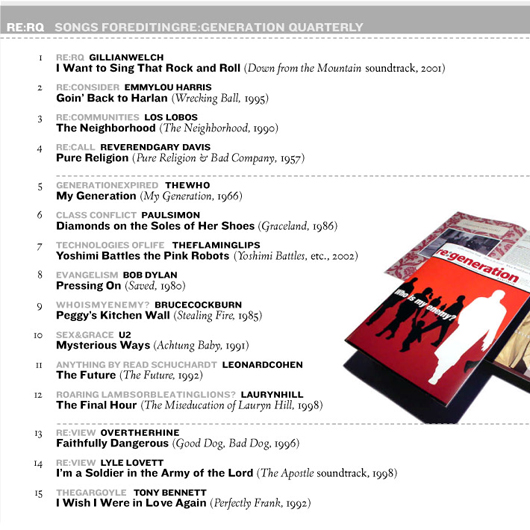 RE:RQ SONGS FOREDITINGRE:GENERATION QUARTERLY
1 RE:RQ GILLIANWELCH
I Want to Sing That Rock and Roll (Down from the Mountain soundtrack, 2001)
2 RE:CONSIDER EMMYLOU HARRIS
Goin' Back to Harlan (Wrecking Ball, 1995)
3 RE:COMMUNITIES LOS LOBOS
The Neighborhood (The Neighborhood, 1990)
4 RE:CALL REVERENDGARY DAVIS
Pure Religion (Pure Religion & Bad Company, 1957)
5 GENERATIONEXPIRED THEWHO
My Generation (My Generation, 1966)
6 CLASS CONFLICT PAULSIMON
Diamonds on the Soles of Her Shoes (Graceland, 1986)
7 TECHNOLOGIES OFLIFE THEFLAMINGLIPS
Yoshimi Battles the Pink Robots (Yoshimi Battles, etc., 2002)
8 EVANGELISM BOB DYLAN
Pressing On (Saved, 1980)
9 WHOISMYENEMY? BRUCECOCKBURN
Peggy's Kitchen Wall (Stealing Fire, 1985)
10 SEX&GRACE U2
Mysterious Ways (Achtung Baby, 1991)
11 ANYTHING BY READ SCHUCHARDT LEONARDCOHEN
The Future (The Future, 1992)
12 ROARING LAMBSORBLEATINGLIONS? LAURYNHILL
The Final Hour (The Miseducation of Lauryn Hill, 1998)
13 RE:VIEW OVERTHERHINE
Faithfully Dangerous (Good Dog, Bad Dog, 1996)
14 RE:VIEW LYLE LOVETT
I'm a Soldier in the Army of the Lord (The Apostle soundtrack, 1998)
15 THEGARGOYLE TONY BENNETT
I Wish I Were in Love Again (Perfectly Frank, 1992)
re:generation
who is my enemy?